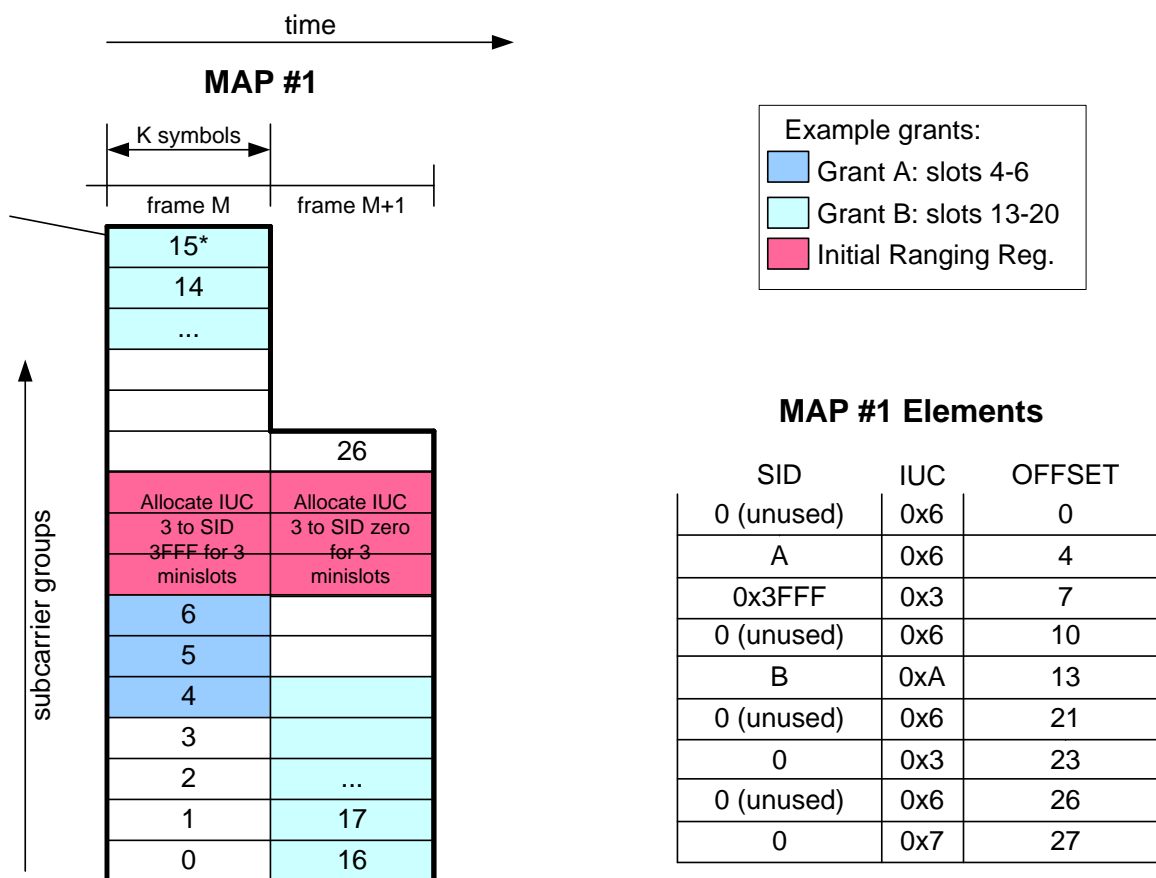 time
MAP #1
K symbols
frame M frame M+1
15*
14
...
26
Allocate IUC
3 to SID
3FFF for 3
minislots
Allocate IUC
3 to SID zero
for 3
minislots
6
5
4
3
2 ...
1 17
0 16
subcarrier groups
Example grants:
Grant A: slots 4-6
Grant B: slots 13-20
Initial Ranging Reg.
MAP #1 Elements
SID IUC OFFSET
0 (unused) 0x6 0
A 0x6 4
0x3FFF 0x3 7
0 (unused) 0x6 10
B 0xA 13
0 (unused) 0x6 21
0 0x3 23
0 (unused) 0x6 26
0 0x7 27